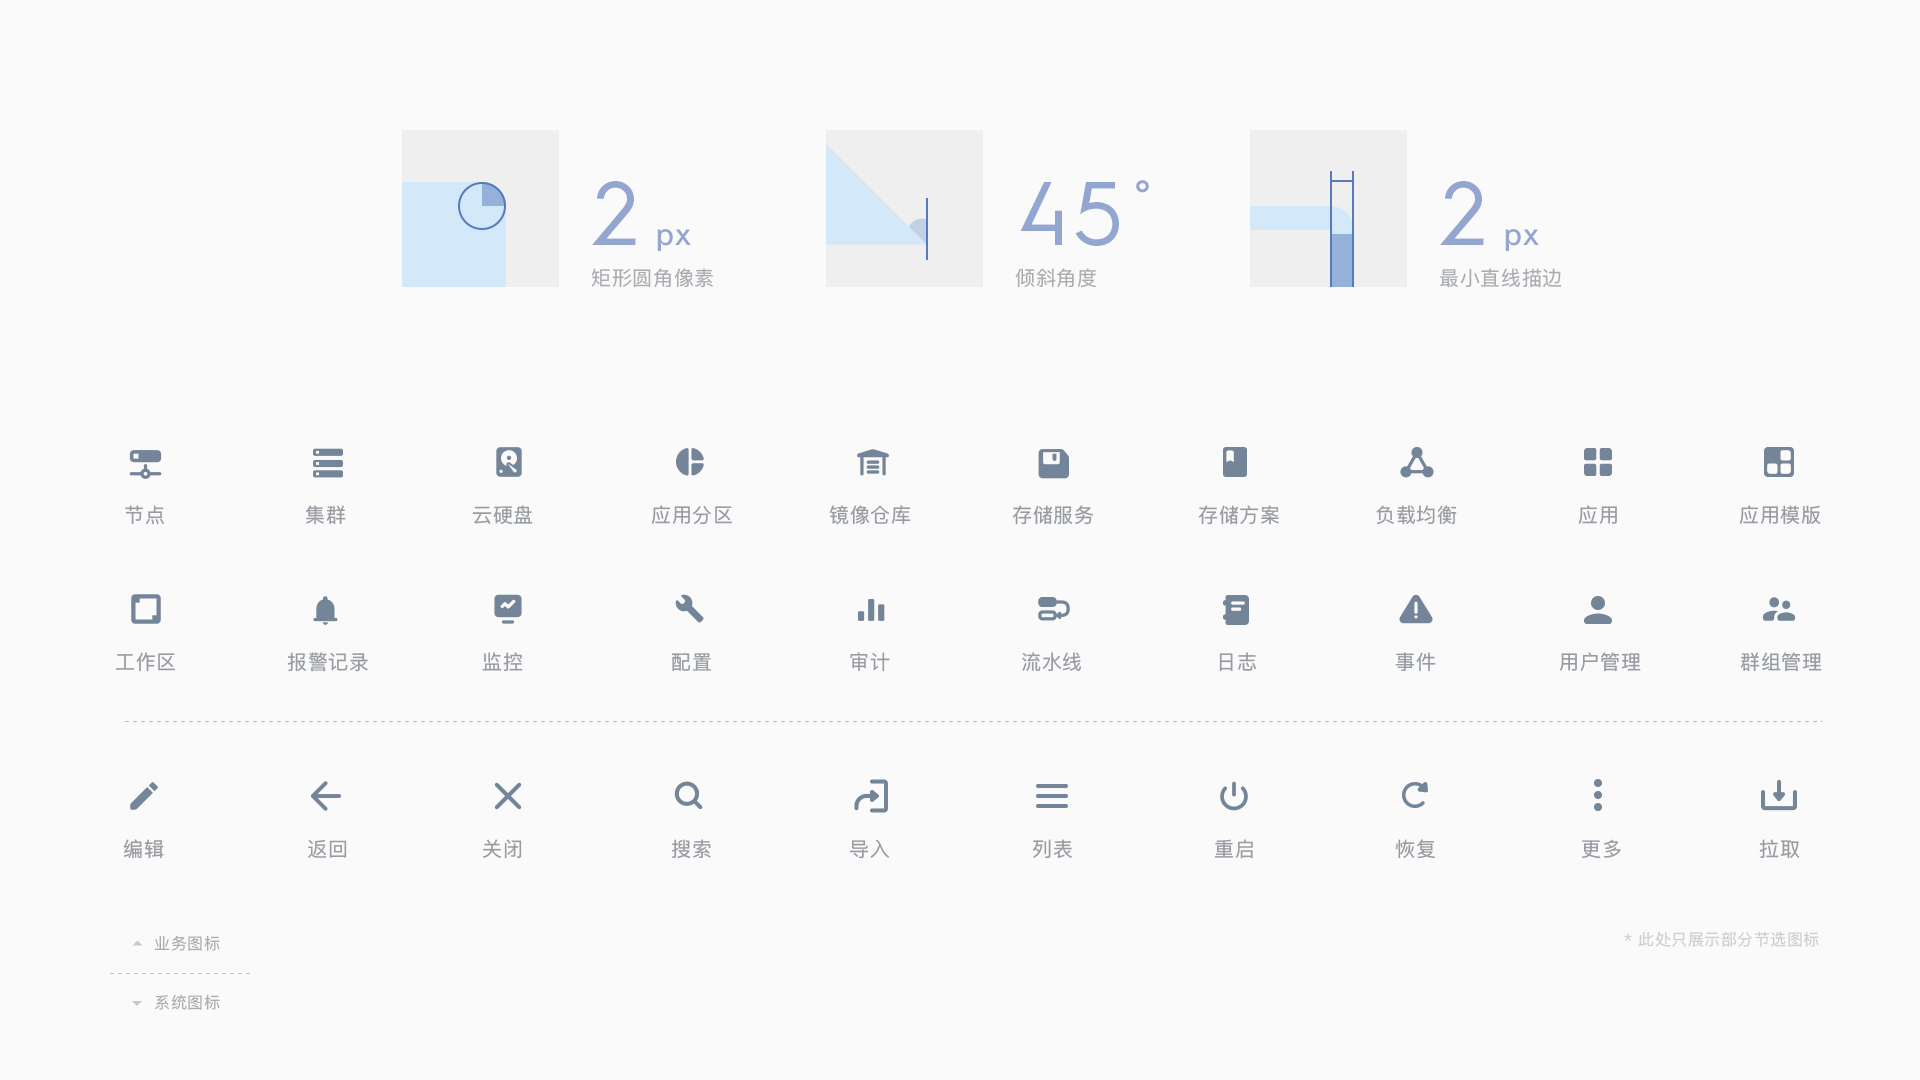 2 px
矩形圆角像素
45°
倾斜角度
2 px
最小直线描边
节点 集群 云硬盘 应用分区 镜像仓库 存储服务 存储方案 负载均衡 应用 应用模版
工作区 报警记录 监控 配置 审计 流水线 日志 事件 用户管理 群组管理
编辑 返回 关闭 搜索 导入 列表 重启 恢复 更多 拉取
业务图标
* 此处只展示部分节选图标
系统图标